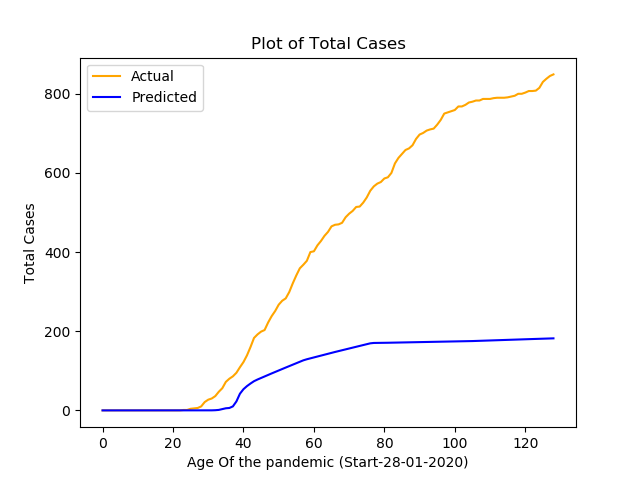 Plot of Total Cases
Actual
Predicted
800
600
400
200
0
Total Cases
0 20 40 60 80 100 120
Age Of the pandemic (Start-28-01-2020)